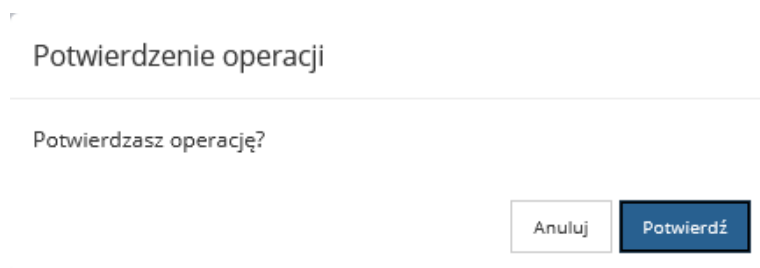 Potwierdzenie operacji
Potwierdzasz operację?
Anuluj Potwierdź